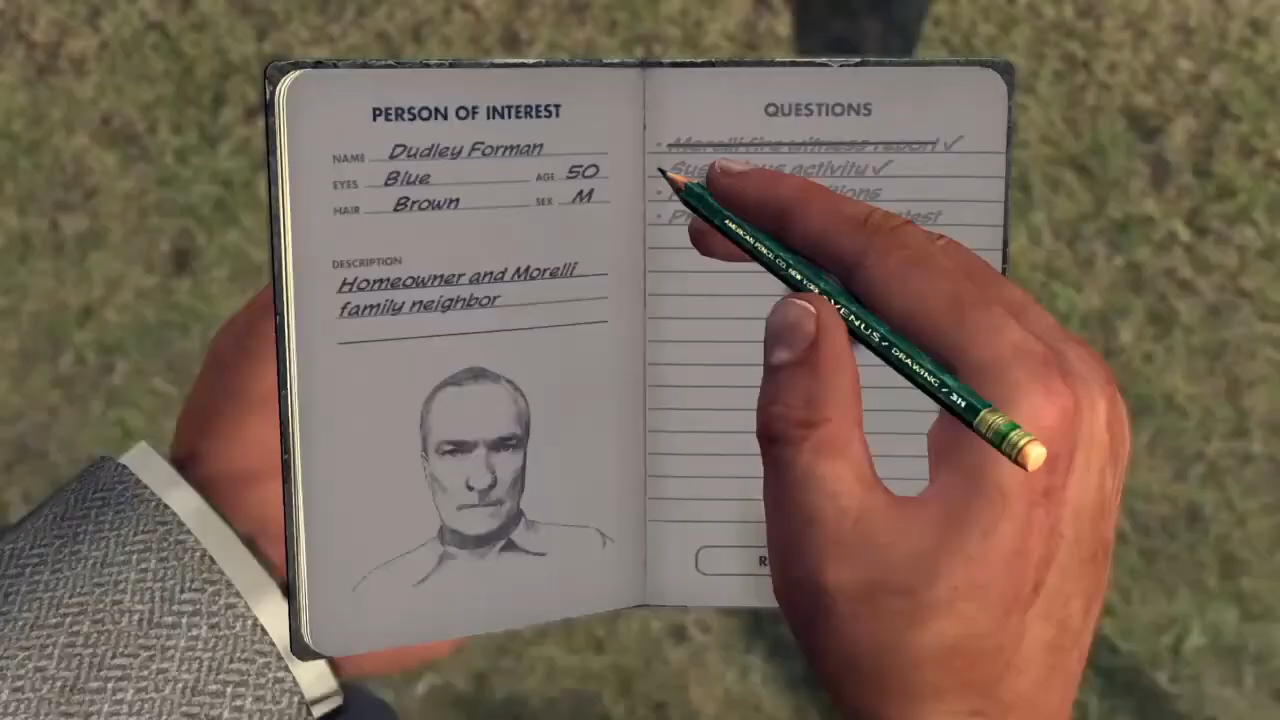 PERSON OF INTEREST
NAME Dudley Forman
EYES Blue AGE 50
HAIR Brown SEX M
DESCRIPTION
Homeowner and Morelli
family neighbor
QUESTIONS
Morelli fire witness report ✓
activity ✓
AMERICAN PENCIL CO. NEW YORK VENUS / DRAWING / 3H